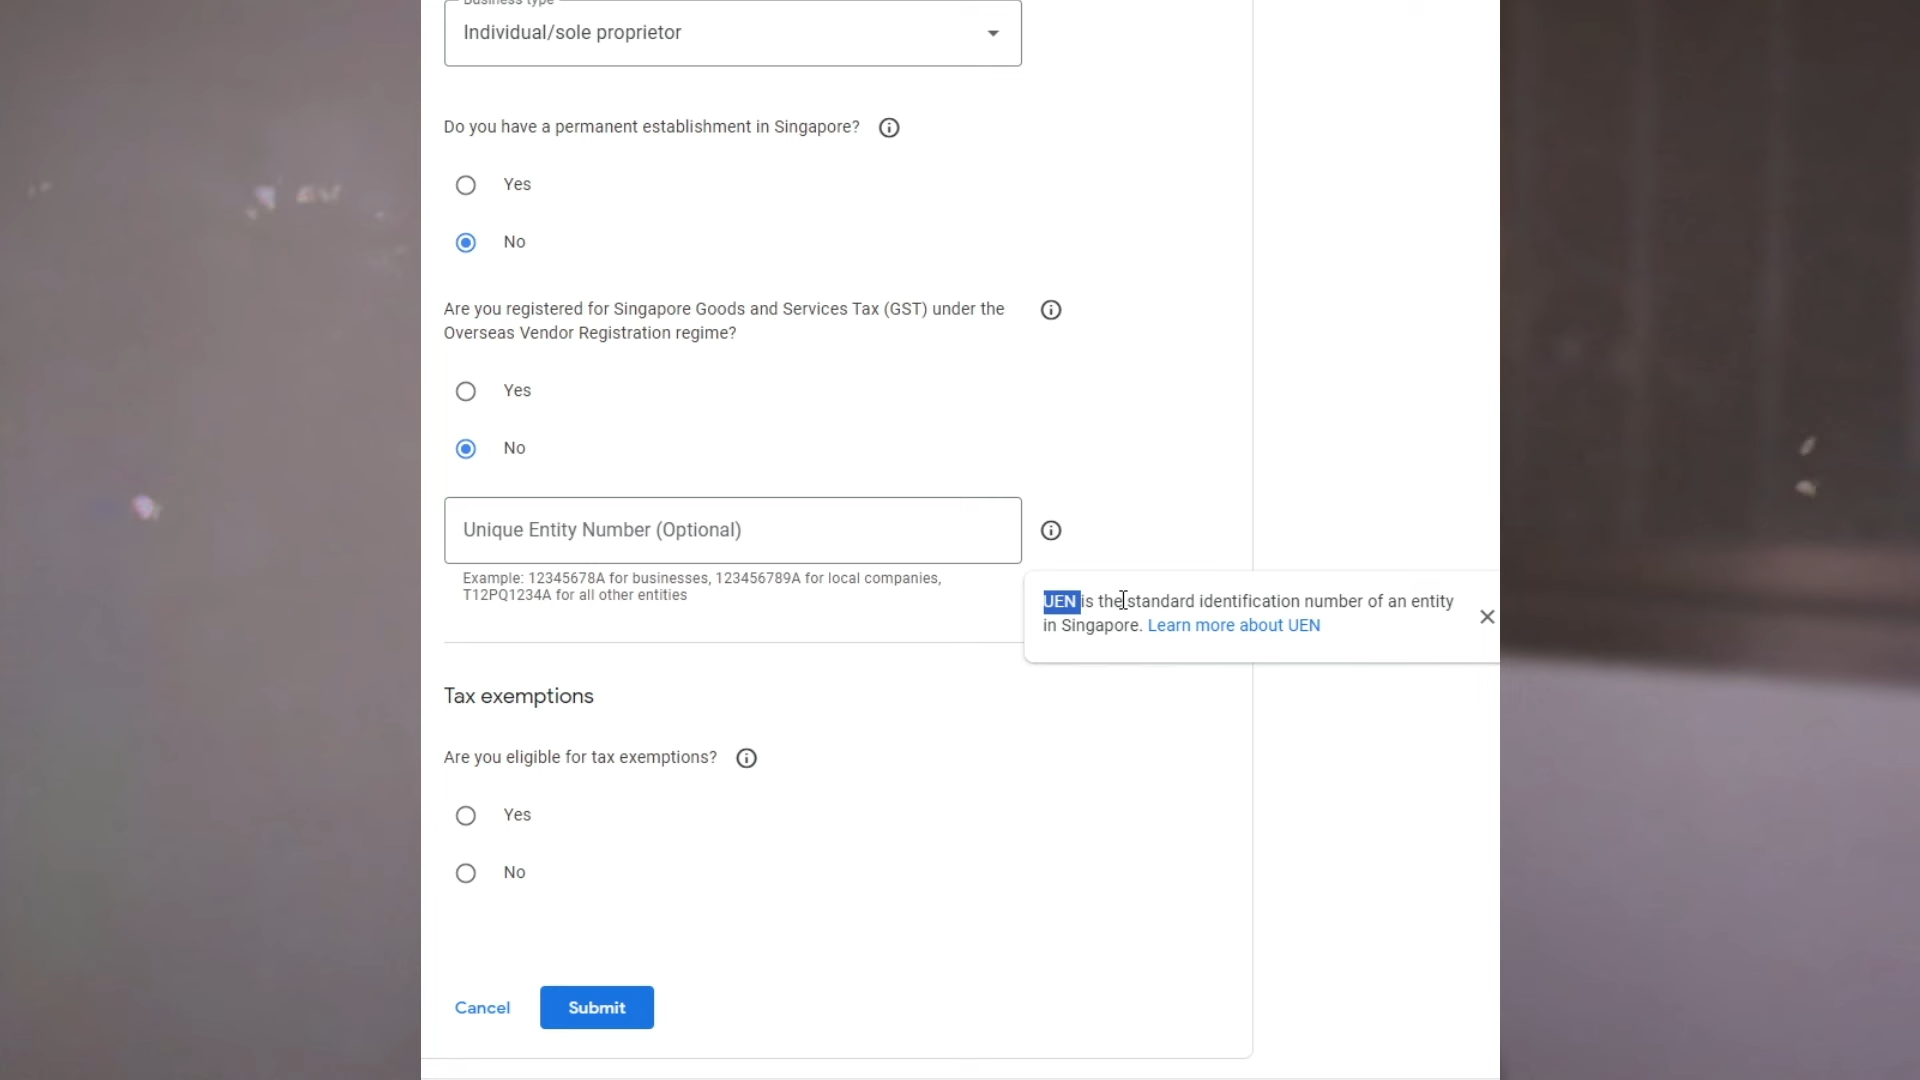 Business type
Individual/sole proprietor
Do you have a permanent establishment in Singapore?
Yes
No
Are you registered for Singapore Goods and Services Tax (GST) under the
Overseas Vendor Registration regime?
Yes
No
Unique Entity Number (Optional)
Example: 12345678A for businesses, 123456789A for local companies,
T12PQ1234A for all other entities
UEN is the standard identification number of an entity
in Singapore. Learn more about UEN
Tax exemptions
Are you eligible for tax exemptions?
Yes
No
Cancel
Submit